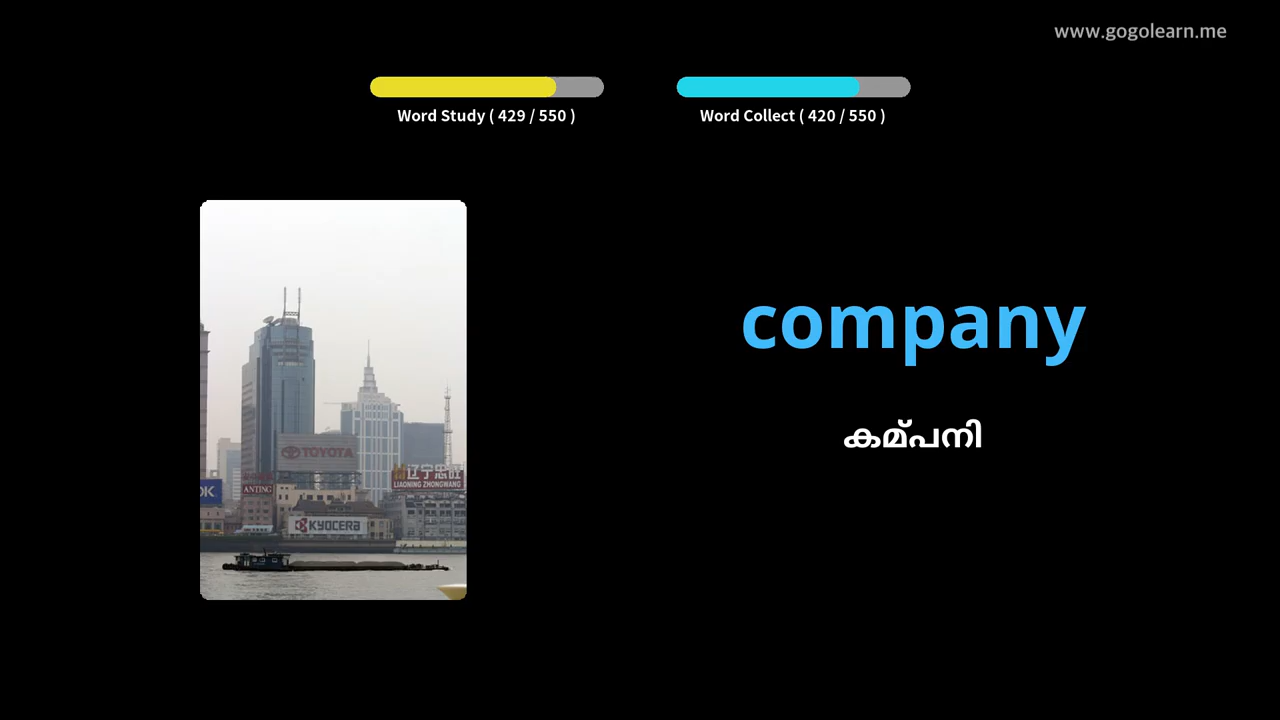 www.gogolearn.me
Word Study ( 429 / 550 )
Word Collect ( 420 / 550 )
company
കമ്പനി
TOYOTA
辽宁忠旺
LIAONING ZHONGWANG
OK
ANTING
KYOCERA